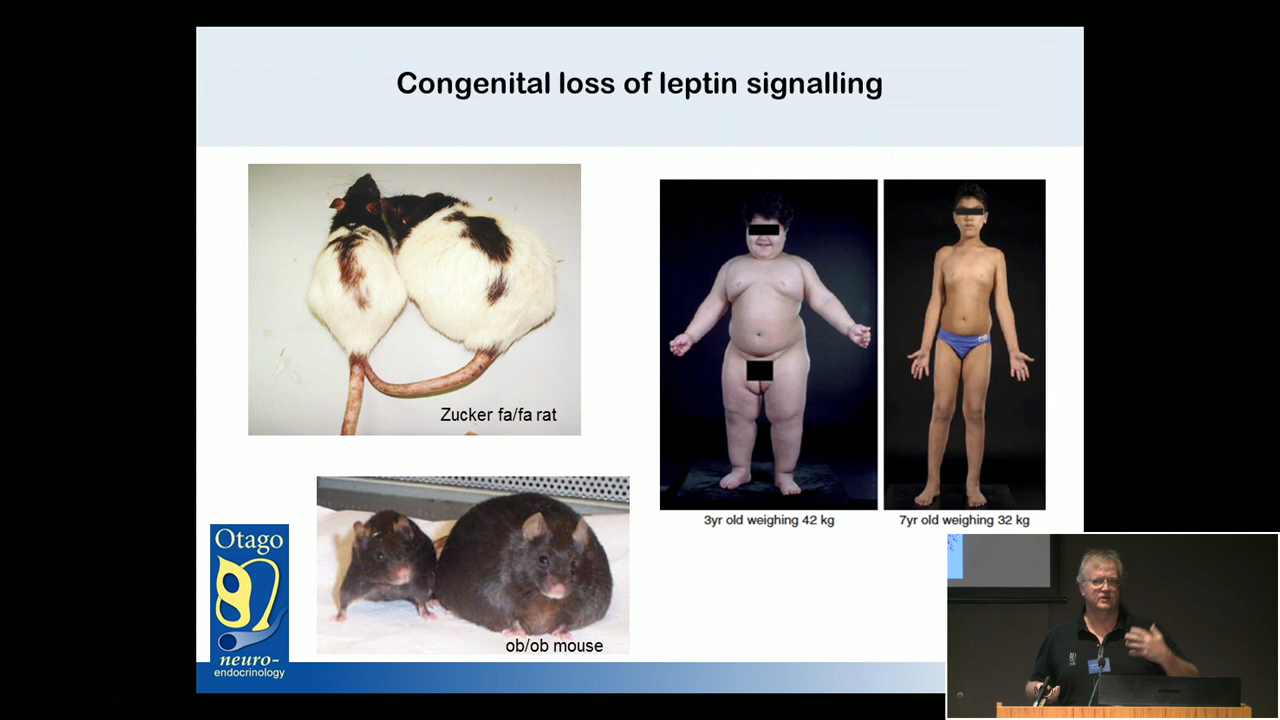 Congenital loss of leptin signalling
Zucker fa/fa rat
3yr old weighing 42 kg
7yr old weighing 32 kg
ob/ob mouse
Otago
neuro-
endocrinology